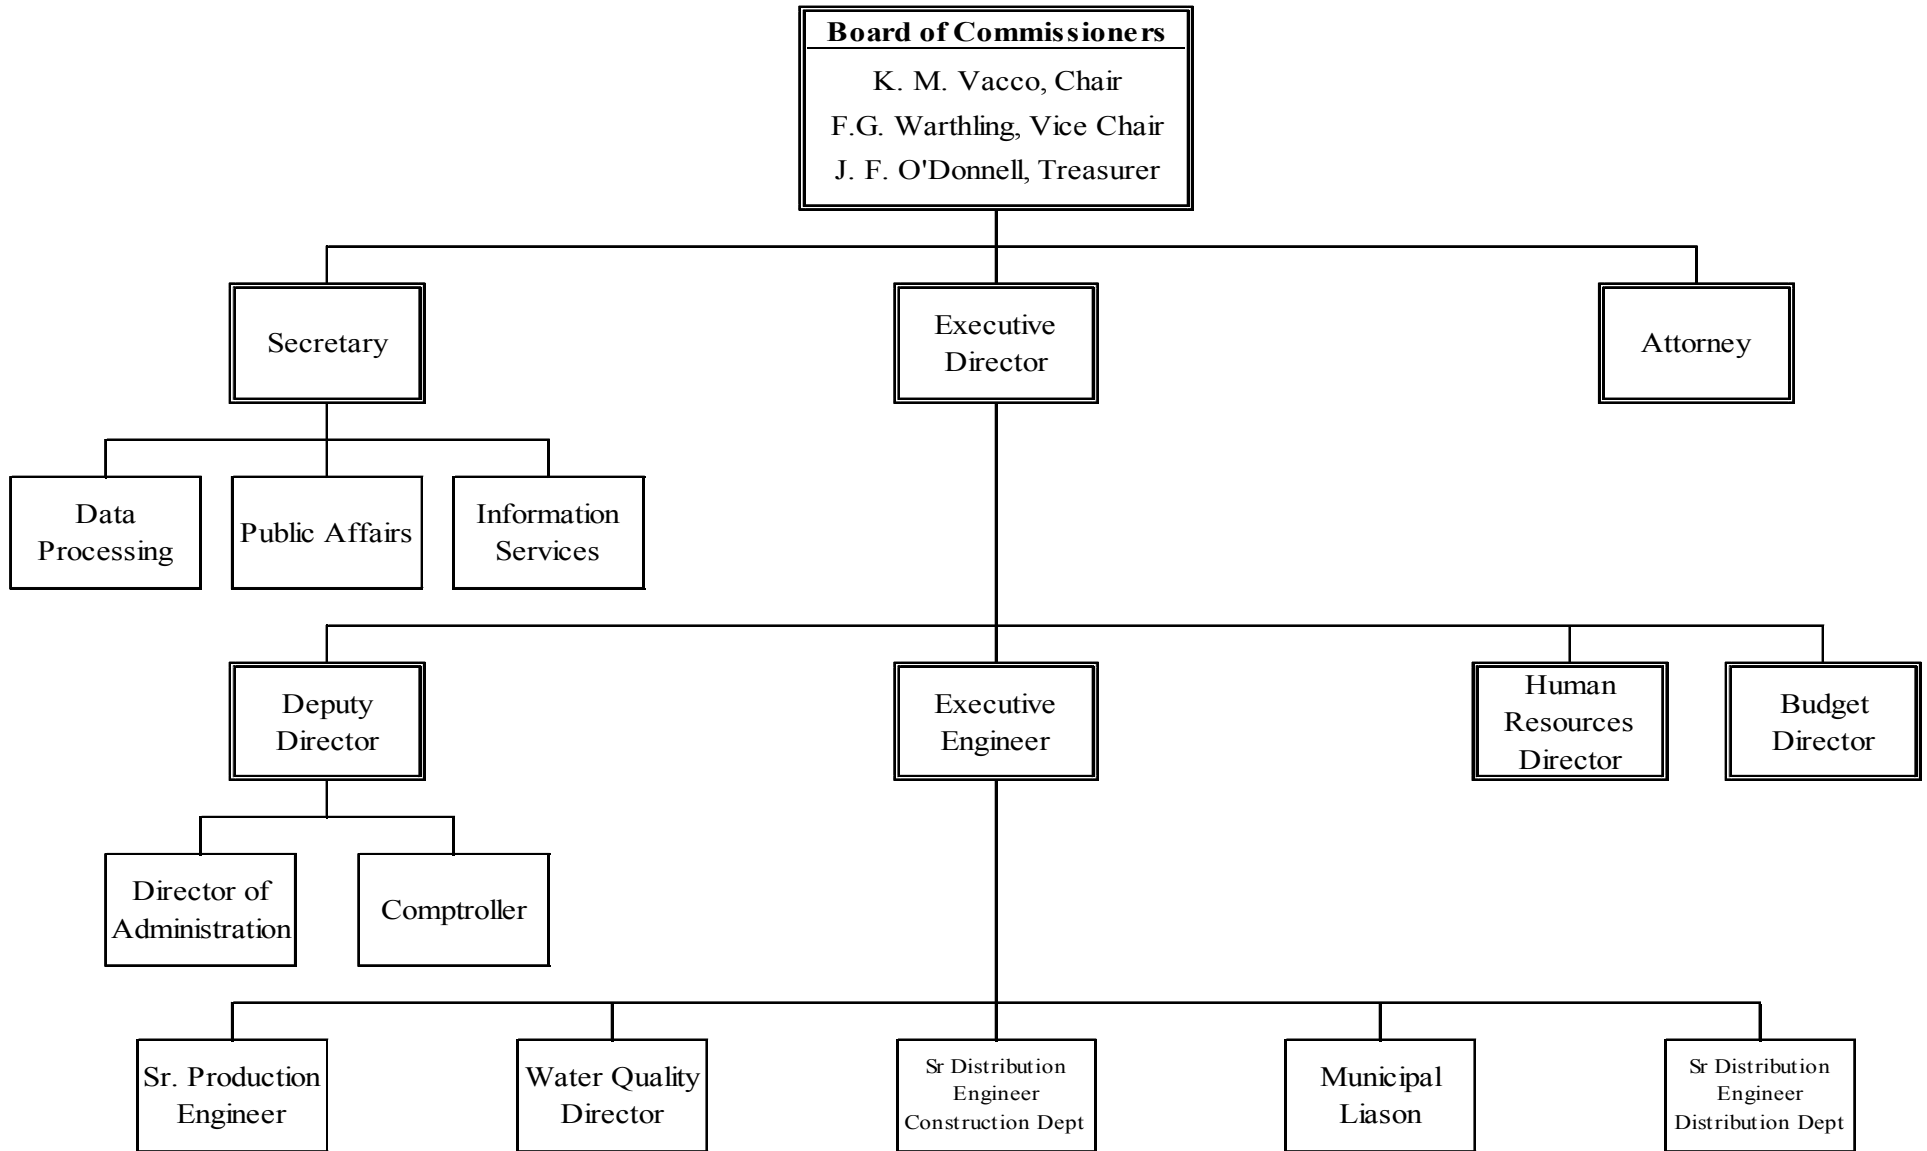 Board of Commissioners
K. M. Vacco, Chair
F.G. Warthling, Vice Chair
J. F. O'Donnell, Treasurer
Secretary
Executive
Director
Attorney
Data
Processing
Public Affairs
Information
Services
Deputy
Director
Executive
Engineer
Human
Resources
Director
Budget
Director
Director of
Administration
Comptroller
Sr. Production
Engineer
Water Quality
Director
Sr Distribution
Engineer
Construction Dept
Municipal
Liason
Sr Distribution
Engineer
Distribution Dept